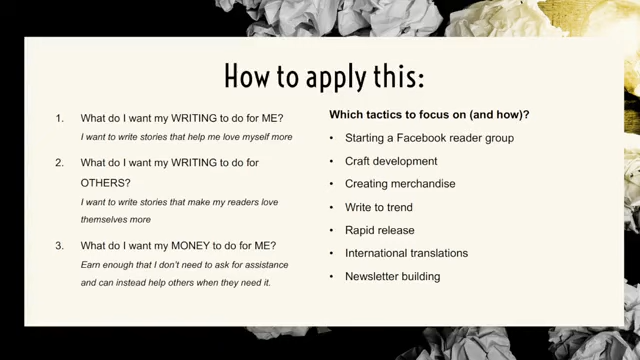 How to apply this:
1. What do I want my WRITING to do for ME?
I want to write stories that help me love myself more
2. What do I want my WRITING to do for
OTHERS?
I want to write stories that make my readers love
themselves more
3. What do I want my MONEY to do for ME?
Earn enough that I don't need to ask for assistance
and can instead help others when they need it.
Which tactics to focus on (and how)?
• Starting a Facebook reader group
• Craft development
• Creating merchandise
• Write to trend
• Rapid release
• International translations
• Newsletter building